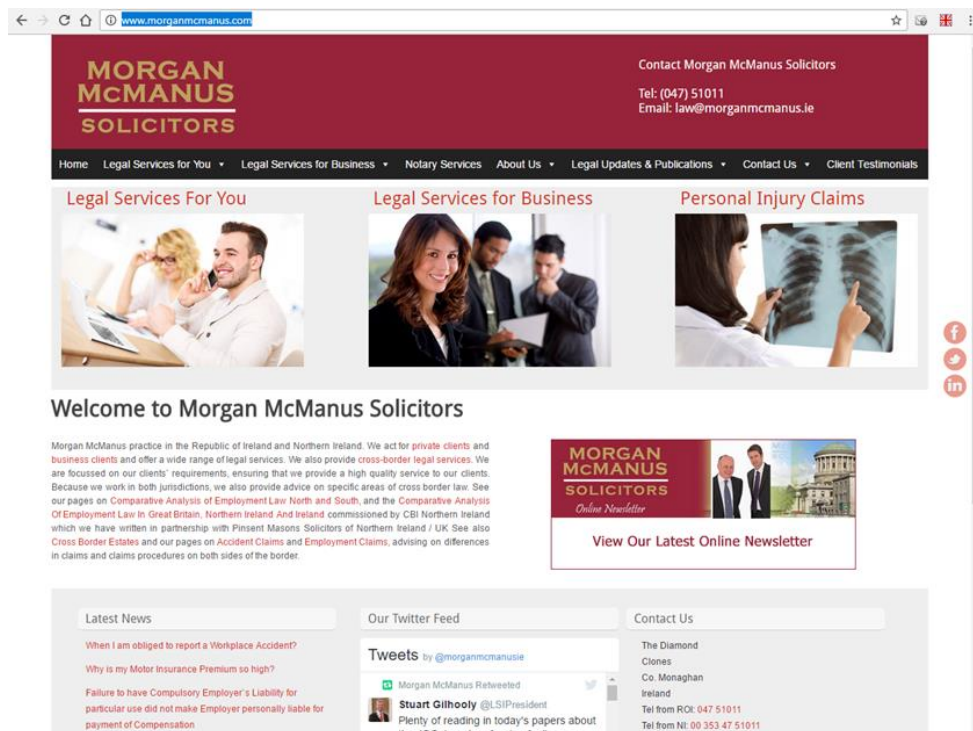 www.morganmcmanus.com
MORGAN
MCMANUS
SOLICITORS
Contact Morgan McManus Solicitors
Tel: (047) 51011
Email: law@morganmcmanus.ie
Home Legal Services for You Legal Services for Business Notary Services About Us Legal Updates & Publications Contact Us Client Testimonials
Legal Services For You
Legal Services for Business
Personal Injury Claims
Welcome to Morgan McManus Solicitors
Morgan McManus practice in the Republic of Ireland and Northern Ireland. We act for private clients and
business clients and offer a wide range of legal services. We also provide cross-border legal services. We
are focussed on our clients' requirements, ensuring that we provide a high quality service to our clients.
Because we work in both jurisdictions, we also provide advice on specific areas of cross border law. See
our pages on Comparative Analysis of Employment Law North and South, and the Comparative Analysis
Of Employment Law In Great Britain, Northern Ireland And Ireland commissioned by CBI Northern Ireland
which we have written in partnership with Pinsent Masons Solicitors of Northern Ireland / UK See also
Cross Border Estates and our pages on Accident Claims and Employment Claims, advising on differences
in claims and claims procedures on both sides of the border.
MORGAN
MCMANUS
SOLICITORS
Online Newsletter
View Our Latest Online Newsletter
Latest News
When I am obliged to report a Workplace Accident?
Why is my Motor Insurance Premium so high?
Failure to have Compulsory Employer's Liability for
particular use did not make Employer personally liable for
payment of Compensation
Our Twitter Feed
Tweets by @morganmcmanusie
Morgan McManus Retweeted
Stuart Gilhooly @LSIPresident
Plenty of reading in today's papers about
Contact Us
The Diamond
Clones
Co. Monaghan
Ireland
Tel from ROI: 047 51011
Tel from NI: 00 353 47 51011